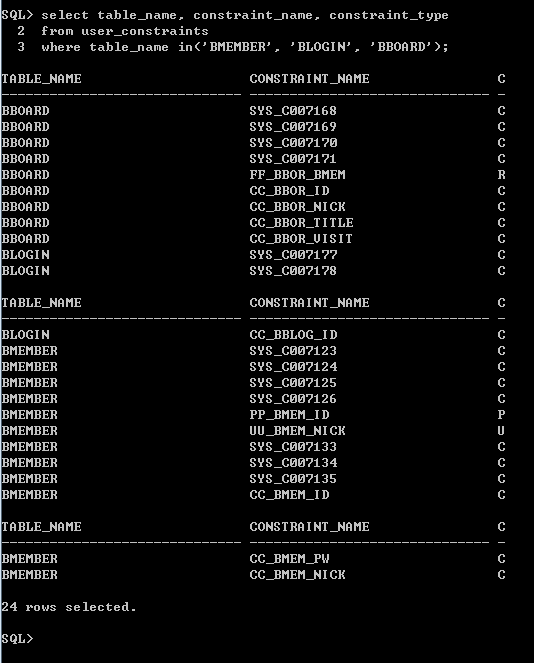 SQL> select table_name, constraint_name, constraint_type
  2  from user_constraints
  3  where table_name in('BMEMBER', 'BLOGIN', 'BBOARD');
TABLE_NAME                     CONSTRAINT_NAME                C
------------------------------ ------------------------------ -
BBOARD                         SYS_C007168                    C
BBOARD                         SYS_C007169                    C
BBOARD                         SYS_C007170                    C
BBOARD                         SYS_C007171                    C
BBOARD                         FF_BBOR_BMEM                   R
BBOARD                         CC_BBOR_ID                     C
BBOARD                         CC_BBOR_NICK                   C
BBOARD                         CC_BBOR_TITLE                  C
BBOARD                         CC_BBOR_VISIT                  C
BLOGIN                         SYS_C007177                    C
BLOGIN                         SYS_C007178                    C
TABLE_NAME                     CONSTRAINT_NAME                C
------------------------------ ------------------------------ -
BLOGIN                         CC_BBLOG_ID                    C
BMEMBER                        SYS_C007123                    C
BMEMBER                        SYS_C007124                    C
BMEMBER                        SYS_C007125                    C
BMEMBER                        SYS_C007126                    C
BMEMBER                        PP_BMEM_ID                     P
BMEMBER                        UU_BMEM_NICK                   U
BMEMBER                        SYS_C007133                    C
BMEMBER                        SYS_C007134                    C
BMEMBER                        SYS_C007135                    C
BMEMBER                        CC_BMEM_ID                     C
TABLE_NAME                     CONSTRAINT_NAME                C
------------------------------ ------------------------------ -
BMEMBER                        CC_BMEM_PW                     C
BMEMBER                        CC_BMEM_NICK                   C
24 rows selected.
SQL>